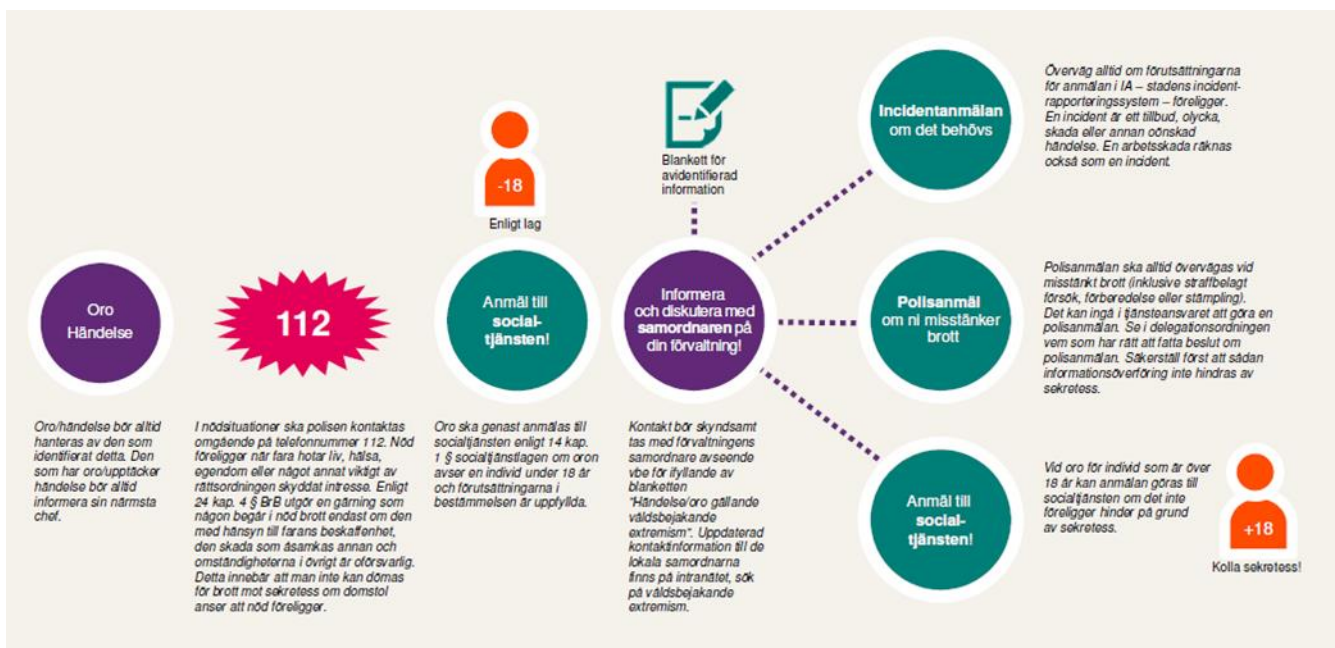 Oro
Händelse
Oro/händelse bör alltid
hanteras av den som
identifierat detta. Den
som har oro/upptäcker
händelse bör alltid
informera sin närmsta
chef.
112
I nödsituationer ska polisen kontaktas
omgående på telefonnummer 112. Nöd
föreligger när fara hotar liv, hälsa,
egendom eller något annat viktigt av
rättsordningen skyddat intresse. Enligt
24 kap. 4 § BrB utgör en gärning som
någon begår i nöd brott endast om den
med hänsyn till farans beskaffenhet,
den skada som åsamkas annan och
omständigheterna i övrigt är oförsvarlig.
Detta innebär att man inte kan dömas
för brott mot sekretess om domstol
anser att nöd föreligger.
-18
Enligt lag
Anmäl till
social-
tjänsten!
Oro ska genast anmälas till
socialtjänsten enligt 14 kap.
1 § socialtjänstlagen om oron
avser en individ under 18 år
och förutsättningarna i
bestämmelsen är uppfyllda.
Blankett för
avidentifierad
information
Informera
och diskutera med
samordnaren på
din förvaltning!
Kontakt bör skyndsamt
tas med förvaltningens
samordnare avseende
vbe för ifyllande av
blanketten
"Händelse/oro gällande
våldsbejakande
extremism". Uppdaterad
kontaktinformation till de
lokala samordnarna
finns på intranätet, sök
på våldsbejakande
extremism.
Incidentanmälan
om det behövs
Överväg alltid om förutsättningarna
för anmälan i IA – stadens incident-
rapporteringssystem – föreligger.
En incident är ett tillbud, olycka,
skada eller annan oönskad
händelse. En arbetsskada räknas
också som en incident.
Polisanmäl
om ni misstänker
brott
Polisanmälan ska alltid övervägas vid
misstänkt brott (inklusive straffbelagt
försök, förberedelse eller stämpling).
Det kan ingå i tjänsteansvaret att göra en
polisanmälan. Se i delegationsordningen
vem som har rätt att fatta beslut om
polisanmälan. Säkerställ först att sådan
informationsöverföring inte hindras av
sekretess.
Anmäl till
social-
tjänsten!
Vid oro för individ som är över
18 år kan anmälan göras till
socialtjänsten om det inte
föreligger hinder på grund
av sekretess.
+18
Kolla sekretess!